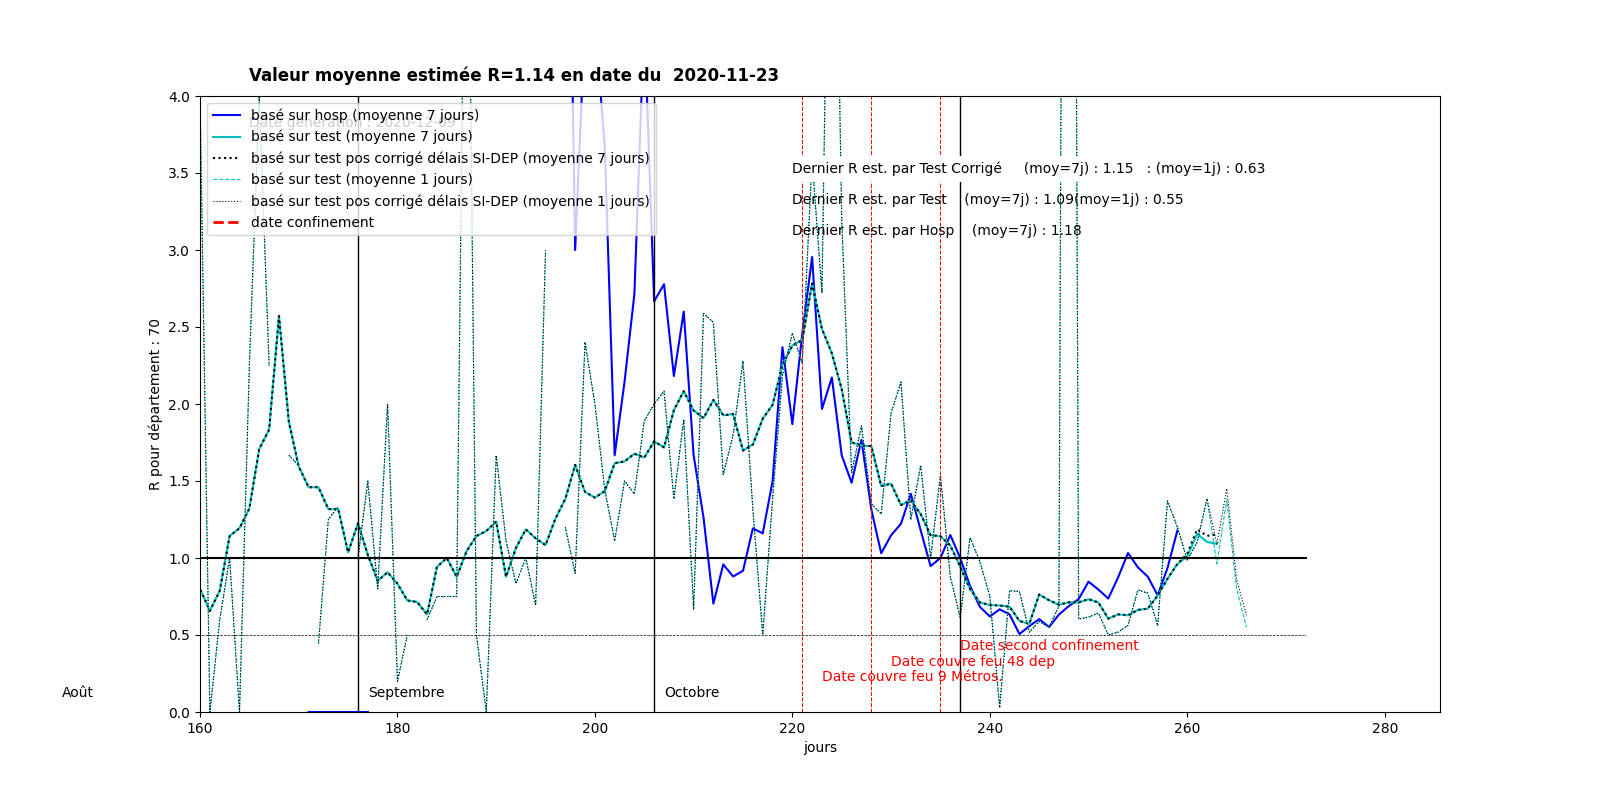 Valeur moyenne estimée R=1.14 en date du  2020-11-23
Date génération : 2020-12-09
basé sur hosp (moyenne 7 jours)
basé sur test (moyenne 7 jours)
basé sur test pos corrigé délais SI-DEP (moyenne 7 jours)
basé sur test (moyenne 1 jours)
basé sur test pos corrigé délais SI-DEP (moyenne 1 jours)
date confinement
Dernier R est. par Test Corrigé     (moy=7j) : 1.15   : (moy=1j) : 0.63
Dernier R est. par Test    (moy=7j) : 1.09(moy=1j) : 0.55
Dernier R est. par Hosp    (moy=7j) : 1.18
4.0
3.5
3.0
2.5
2.0
1.5
1.0
0.5
0.0
R pour département : 70
Date second confinement
Date couvre feu 48 dep
Date couvre feu 9 Métros.
Août
Septembre
Octobre
160 180 200 220 240 260 280
jours